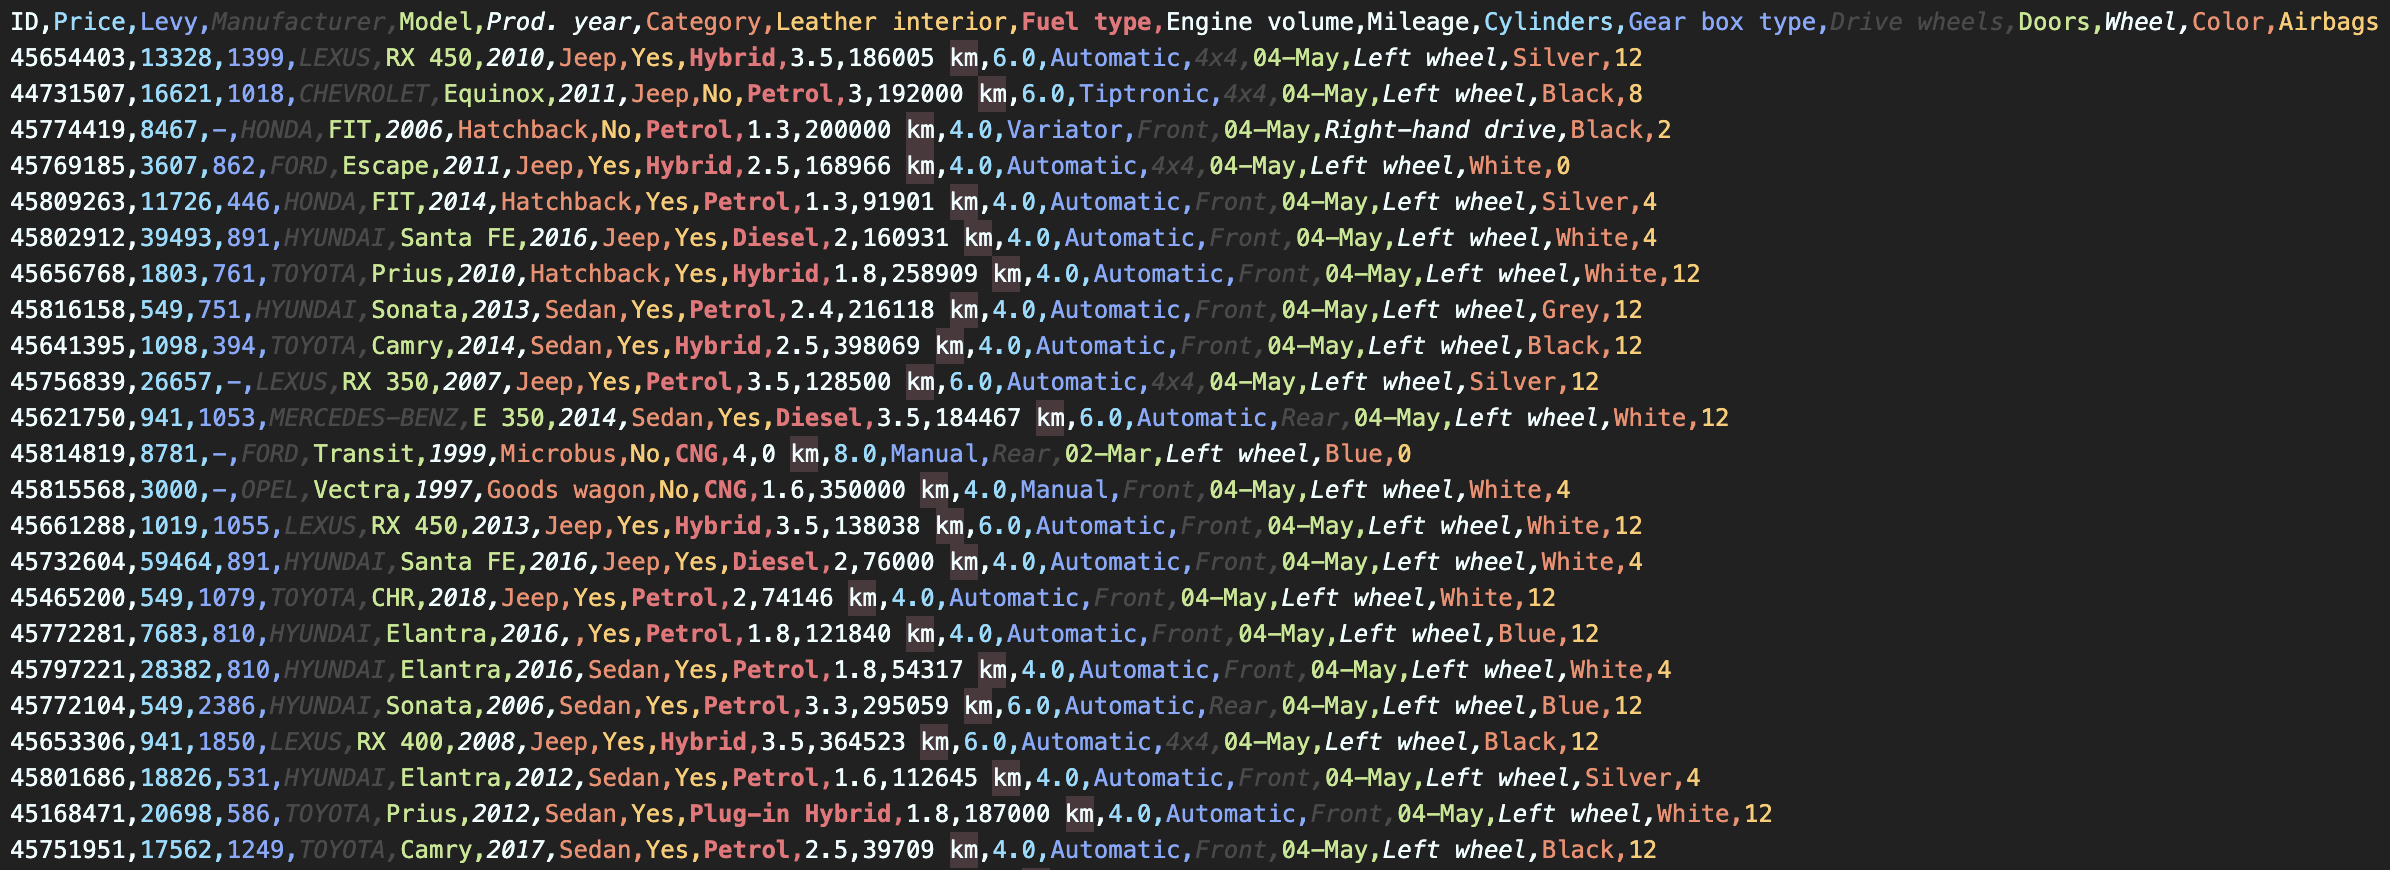 ID,Price,Levy,Manufacturer,Model,Prod. year,Category,Leather interior,Fuel type,Engine volume,Mileage,Cylinders,Gear box type,Drive wheels,Doors,Wheel,Color,Airbags
45654403,13328,1399,LEXUS,RX 450,2010,Jeep,Yes,Hybrid,3.5,186005 km,6.0,Automatic,4x4,04-May,Left wheel,Silver,12
44731507,16621,1018,CHEVROLET,Equinox,2011,Jeep,No,Petrol,3,192000 km,6.0,Tiptronic,4x4,04-May,Left wheel,Black,8
45774419,8467,-,HONDA,FIT,2006,Hatchback,No,Petrol,1.3,200000 km,4.0,Variator,Front,04-May,Right-hand drive,Black,2
45769185,3607,862,FORD,Escape,2011,Jeep,Yes,Hybrid,2.5,168966 km,4.0,Automatic,4x4,04-May,Left wheel,White,0
45809263,11726,446,HONDA,FIT,2014,Hatchback,Yes,Petrol,1.3,91901 km,4.0,Automatic,Front,04-May,Left wheel,Silver,4
45802912,39493,891,HYUNDAI,Santa FE,2016,Jeep,Yes,Diesel,2,160931 km,4.0,Automatic,Front,04-May,Left wheel,White,4
45656768,1803,761,TOYOTA,Prius,2010,Hatchback,Yes,Hybrid,1.8,258909 km,4.0,Automatic,Front,04-May,Left wheel,White,12
45816158,549,751,HYUNDAI,Sonata,2013,Sedan,Yes,Petrol,2.4,216118 km,4.0,Automatic,Front,04-May,Left wheel,Grey,12
45641395,1098,394,TOYOTA,Camry,2014,Sedan,Yes,Hybrid,2.5,398069 km,4.0,Automatic,Front,04-May,Left wheel,Black,12
45756839,26657,-,LEXUS,RX 350,2007,Jeep,Yes,Petrol,3.5,128500 km,6.0,Automatic,4x4,04-May,Left wheel,Silver,12
45621750,941,1053,MERCEDES-BENZ,E 350,2014,Sedan,Yes,Diesel,3.5,184467 km,6.0,Automatic,Rear,04-May,Left wheel,White,12
45814819,8781,-,FORD,Transit,1999,Microbus,No,CNG,4,0 km,8.0,Manual,Rear,02-Mar,Left wheel,Blue,0
45815568,3000,-,OPEL,Vectra,1997,Goods wagon,No,CNG,1.6,350000 km,4.0,Manual,Front,04-May,Left wheel,White,4
45661288,1019,1055,LEXUS,RX 450,2013,Jeep,Yes,Hybrid,3.5,138038 km,6.0,Automatic,Front,04-May,Left wheel,White,12
45732604,59464,891,HYUNDAI,Santa FE,2016,Jeep,Yes,Diesel,2,76000 km,4.0,Automatic,Front,04-May,Left wheel,White,4
45465200,549,1079,TOYOTA,CHR,2018,Jeep,Yes,Petrol,2,74146 km,4.0,Automatic,Front,04-May,Left wheel,White,12
45772281,7683,810,HYUNDAI,Elantra,2016,,Yes,Petrol,1.8,121840 km,4.0,Automatic,Front,04-May,Left wheel,Blue,12
45797221,28382,810,HYUNDAI,Elantra,2016,Sedan,Yes,Petrol,1.8,54317 km,4.0,Automatic,Front,04-May,Left wheel,White,4
45772104,549,2386,HYUNDAI,Sonata,2006,Sedan,Yes,Petrol,3.3,295059 km,6.0,Automatic,Rear,04-May,Left wheel,Blue,12
45653306,941,1850,LEXUS,RX 400,2008,Jeep,Yes,Hybrid,3.5,364523 km,6.0,Automatic,4x4,04-May,Left wheel,Black,12
45801686,18826,531,HYUNDAI,Elantra,2012,Sedan,Yes,Petrol,1.6,112645 km,4.0,Automatic,Front,04-May,Left wheel,Silver,4
45168471,20698,586,TOYOTA,Prius,2012,Sedan,Yes,Plug-in Hybrid,1.8,187000 km,4.0,Automatic,Front,04-May,Left wheel,White,12
45751951,17562,1249,TOYOTA,Camry,2017,Sedan,Yes,Petrol,2.5,39709 km,4.0,Automatic,Front,04-May,Left wheel,Black,12